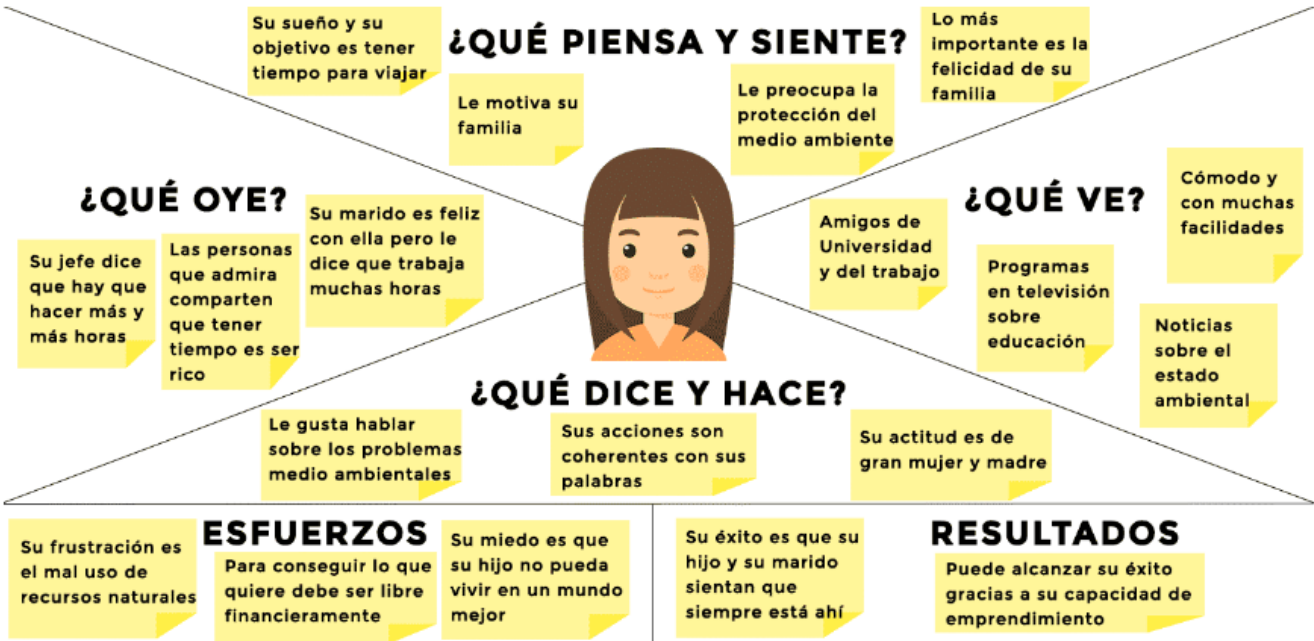 ¿QUÉ PIENSA Y SIENTE?
Su sueño y su
objetivo es tener
tiempo para viajar
Le motiva su
familia
Le preocupa la
protección del
medio ambiente
Lo más
importante es la
felicidad de su
familia
¿QUÉ OYE?
Su jefe dice
que hay que
hacer más y
más horas
Las personas
que admira
comparten
que tener
tiempo es ser
rico
Su marido es feliz
con ella pero le
dice que trabaja
muchas horas
¿QUÉ VE?
Amigos de
Universidad
y del trabajo
Programas
en televisión
sobre
educación
Cómodo y
con muchas
facilidades
Noticias
sobre el
estado
ambiental
¿QUÉ DICE Y HACE?
Le gusta hablar
sobre los problemas
medio ambientales
Sus acciones son
coherentes con sus
palabras
Su actitud es de
gran mujer y madre
ESFUERZOS
Su frustración es
el mal uso de
recursos naturales
Para conseguir lo que
quiere debe ser libre
financieramente
Su miedo es que
su hijo no pueda
vivir en un mundo
mejor
RESULTADOS
Su éxito es que su
hijo y su marido
sientan que
siempre está ahí
Puede alcanzar su éxito
gracias a su capacidad de
emprendimiento